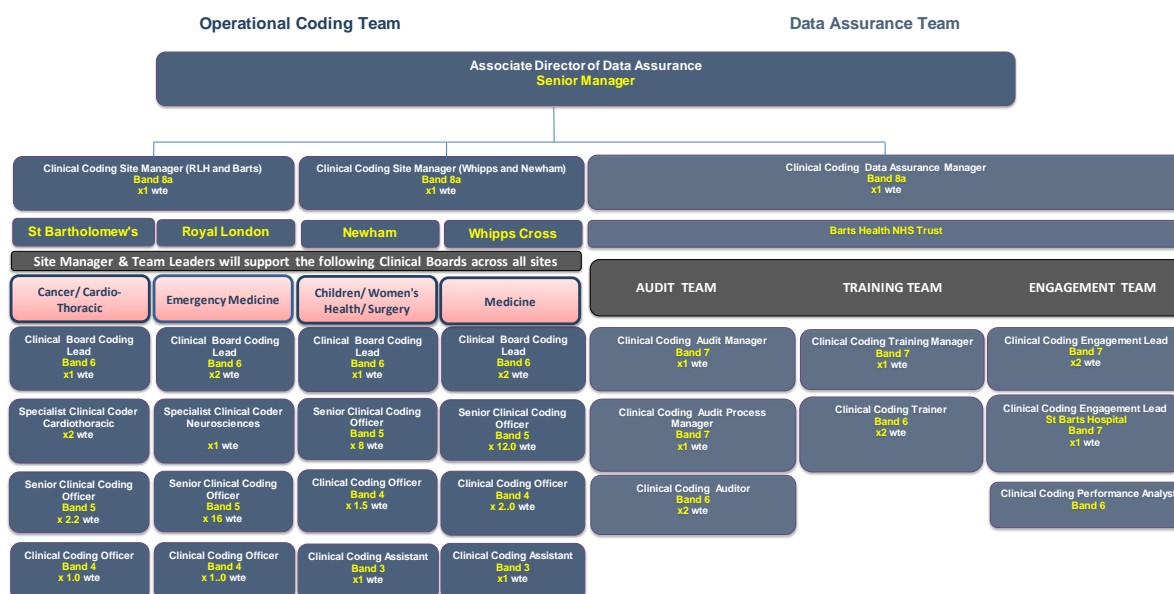 Operational Coding Team
Data Assurance Team
Associate Director of Data Assurance
Senior Manager
Clinical Coding Site Manager (RLH and Barts)
Band 8a
x1 wte
Clinical Coding Site Manager (Whipps and Newham)
Band 8a
x1 wte
Clinical Coding Data Assurance Manager
Band 8a
x1 wte
St Bartholomew's
Royal London
Newham
Whipps Cross
Barts Health NHS Trust
Site Manager & Team Leaders will support the following Clinical Boards across all sites
Cancer/ Cardio-
Thoracic
Emergency Medicine
Children/ Women's
Health/ Surgery
Medicine
AUDIT TEAM
TRAINING TEAM
ENGAGEMENT TEAM
Clinical Board Coding
Lead
Band 6
x1 wte
Clinical Board Coding
Lead
Band 6
x2 wte
Clinical Board Coding
Lead
Band 6
x1 wte
Clinical Board Coding
Lead
Band 6
x2 wte
Clinical Coding Audit Manager
Band 7
x1 wte
Clinical Coding Training Manager
Band 7
x1 wte
Clinical Coding Engagement Lead
Band 7
x2 wte
Specialist Clinical Coder
Cardiothoracic
x2 wte
Specialist Clinical Coder
Neurosciences
x1 wte
Senior Clinical Coding
Officer
Band 5
x 8 wte
Senior Clinical Coding
Officer
Band 5
x 12.0 wte
Clinical Coding Audit Process
Manager
Band 7
x1 wte
Clinical Coding Trainer
Band 6
x2 wte
Clinical Coding Engagement Lead
St Barts Hospital
Band 7
x1 wte
Senior Clinical Coding
Officer
Band 5
x 2.2 wte
Senior Clinical Coding
Officer
Band 5
x 16 wte
Clinical Coding Officer
Band 4
x 1.5 wte
Clinical Coding Officer
Band 4
x 2..0 wte
Clinical Coding Auditor
Band 6
x2 wte
Clinical Coding Performance Analyst
Band 6
Clinical Coding Officer
Band 4
x 1.0 wte
Clinical Coding Officer
Band 4
x 1..0 wte
Clinical Coding Assistant
Band 3
x1 wte
Clinical Coding Assistant
Band 3
x1 wte